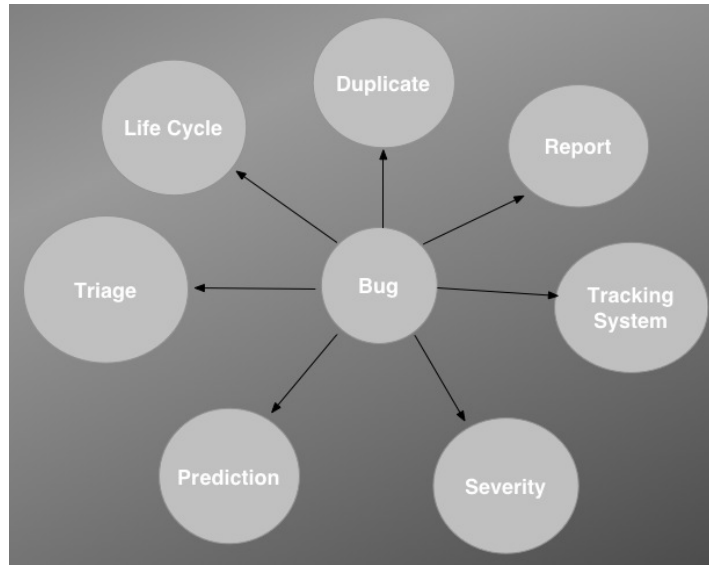 Duplicate
Life Cycle
Report
Triage
Bug
Tracking
System
Prediction
Severity